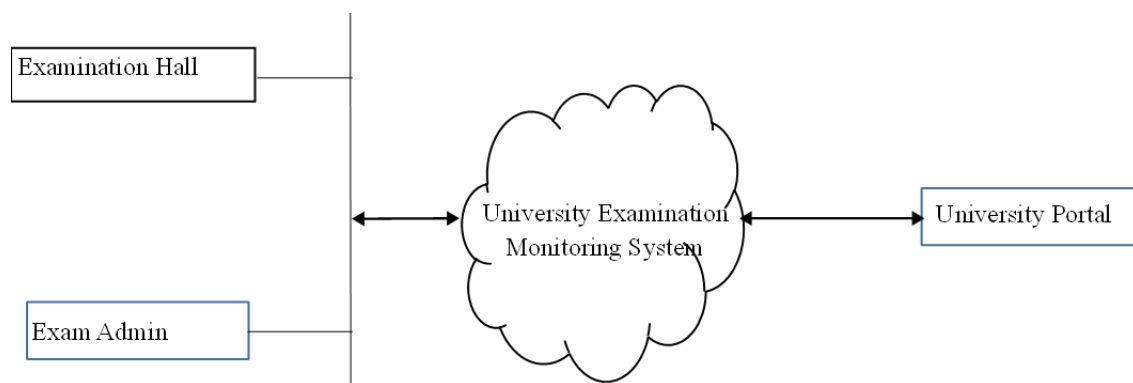 Examination Hall
University Examination
Monitoring System
University Portal
Exam Admin